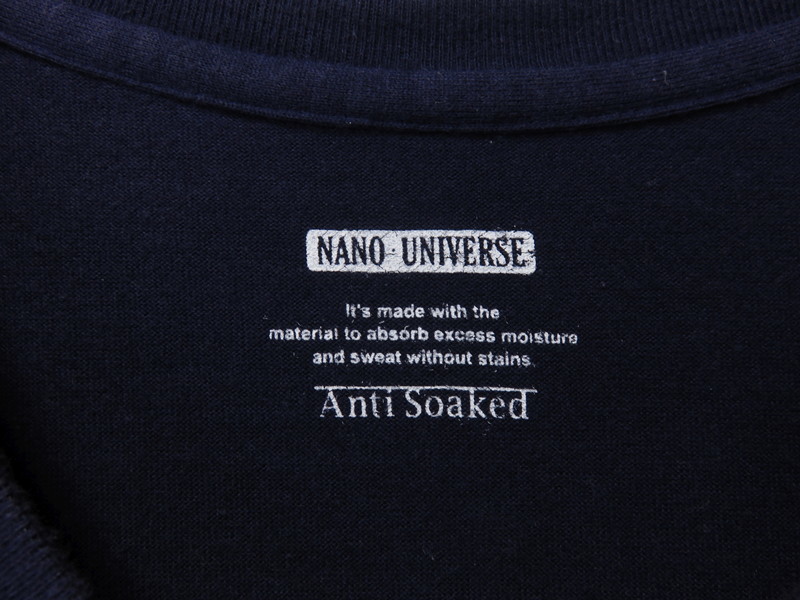 NANO·UNIVERSE
It's made with the
material to absorb excess moisture
and sweat without stains.
Anti Soaked